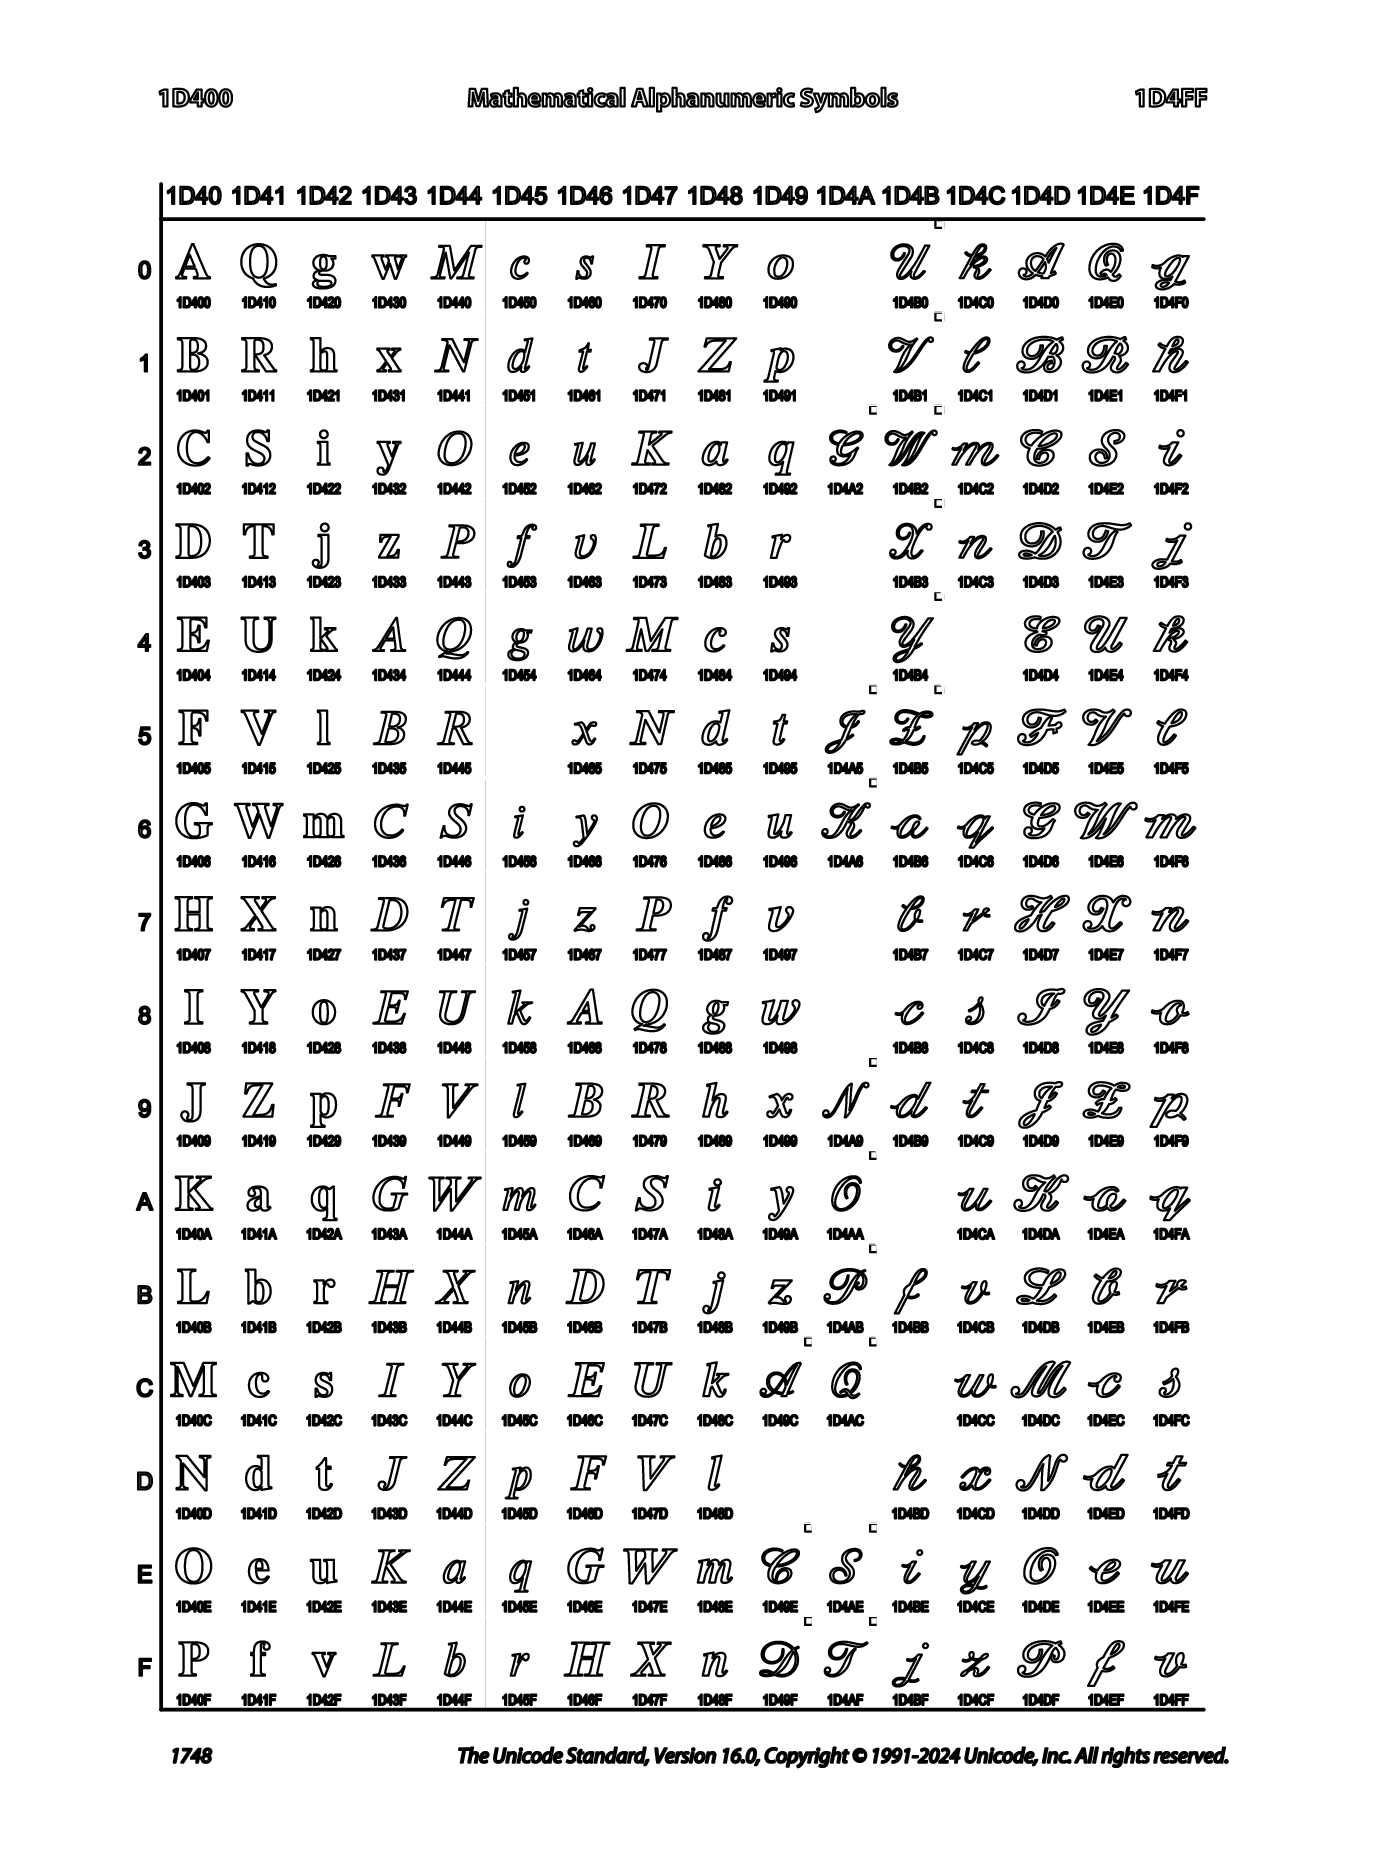 1D400 Mathematical Alphanumeric Symbols 1D4FF
1D40 1D41 1D42 1D43 1D44 1D45 1D46 1D47 1D48 1D49 1D4A 1D4B 1D4C 1D4D 1D4E 1D4F
0 𝐀 𝐐 𝐠 𝐰 𝑀 𝑐 𝑠 𝑰 𝒀 𝒐 𝒰 𝓀 𝓐 𝓠 𝓰
1D400 1D410 1D420 1D430 1D440 1D450 1D460 1D470 1D480 1D490 1D4B0 1D4C0 1D4D0 1D4E0 1D4F0
1 𝐁 𝐑 𝐡 𝐱 𝑁 𝑑 𝑡 𝑱 𝒁 𝒑 𝒱 𝓁 𝓑 𝓡 𝓱
1D401 1D411 1D421 1D431 1D441 1D451 1D461 1D471 1D481 1D491 1D4B1 1D4C1 1D4D1 1D4E1 1D4F1
2 𝐂 𝐒 𝐢 𝐲 𝑂 𝑒 𝑢 𝑲 𝒂 𝒒 𝒢 𝒲 𝓂 𝓒 𝓢 𝓲
1D402 1D412 1D422 1D432 1D442 1D452 1D462 1D472 1D482 1D492 1D4A2 1D4B2 1D4C2 1D4D2 1D4E2 1D4F2
3 𝐃 𝐓 𝐣 𝐳 𝑃 𝑓 𝑣 𝑳 𝒃 𝒓 𝒳 𝓃 𝓓 𝓣 𝓳
1D403 1D413 1D423 1D433 1D443 1D453 1D463 1D473 1D483 1D493 1D4B3 1D4C3 1D4D3 1D4E3 1D4F3
4 𝐄 𝐔 𝐤 𝐴 𝑄 𝑔 𝑤 𝑴 𝒄 𝒔 𝒴 𝓔 𝓤 𝓴
1D404 1D414 1D424 1D434 1D444 1D454 1D464 1D474 1D484 1D494 1D4B4 1D4D4 1D4E4 1D4F4
5 𝐅 𝐕 𝐥 𝐵 𝑅 𝑥 𝑵 𝒅 𝒕 𝒥 𝒵 𝓅 𝓕 𝓥 𝓵
1D405 1D415 1D425 1D435 1D445 1D465 1D475 1D485 1D495 1D4A5 1D4B5 1D4C5 1D4D5 1D4E5 1D4F5
6 𝐆 𝐖 𝐦 𝐶 𝑆 𝑖 𝑦 𝑶 𝒆 𝒖 𝒦 𝒶 𝓆 𝓖 𝓦 𝓶
1D406 1D416 1D426 1D436 1D446 1D456 1D466 1D476 1D486 1D496 1D4A6 1D4B6 1D4C6 1D4D6 1D4E6 1D4F6
7 𝐇 𝐗 𝐧 𝐷 𝑇 𝑗 𝑧 𝑷 𝒇 𝒗 𝒷 𝓇 𝓗 𝓧 𝓷
1D407 1D417 1D427 1D437 1D447 1D457 1D467 1D477 1D487 1D497 1D4B7 1D4C7 1D4D7 1D4E7 1D4F7
8 𝐈 𝐘 𝐨 𝐸 𝑈 𝑘 𝑨 𝑸 𝒈 𝒘 𝒸 𝓈 𝓘 𝓨 𝓸
1D408 1D418 1D428 1D438 1D448 1D458 1D468 1D478 1D488 1D498 1D4B8 1D4C8 1D4D8 1D4E8 1D4F8
9 𝐉 𝐙 𝐩 𝐹 𝑉 𝑙 𝑩 𝑹 𝒉 𝒙 𝒩 𝒹 𝓉 𝓙 𝓩 𝓹
1D409 1D419 1D429 1D439 1D449 1D459 1D469 1D479 1D489 1D499 1D4A9 1D4B9 1D4C9 1D4D9 1D4E9 1D4F9
A 𝐊 𝐚 𝐪 𝐺 𝑊 𝑚 𝑪 𝑺 𝒊 𝒚 𝒪 𝓊 𝓚 𝓪 𝓺
1D40A 1D41A 1D42A 1D43A 1D44A 1D45A 1D46A 1D47A 1D48A 1D49A 1D4AA 1D4CA 1D4DA 1D4EA 1D4FA
B 𝐋 𝐛 𝐫 𝐻 𝑋 𝑛 𝑫 𝑻 𝒋 𝒛 𝒫 𝒻 𝓋 𝓛 𝓫 𝓻
1D40B 1D41B 1D42B 1D43B 1D44B 1D45B 1D46B 1D47B 1D48B 1D49B 1D4AB 1D4BB 1D4CB 1D4DB 1D4EB 1D4FB
C 𝐌 𝐜 𝐬 𝐼 𝑌 𝑜 𝑬 𝑼 𝒌 𝒜 𝒬 𝓌 𝓜 𝓬 𝓼
1D40C 1D41C 1D42C 1D43C 1D44C 1D45C 1D46C 1D47C 1D48C 1D49C 1D4AC 1D4CC 1D4DC 1D4EC 1D4FC
D 𝐍 𝐝 𝐭 𝐽 𝑍 𝑝 𝑭 𝑽 𝒍 𝒽 𝓍 𝓝 𝓭 𝓽
1D40D 1D41D 1D42D 1D43D 1D44D 1D45D 1D46D 1D47D 1D48D 1D4BD 1D4CD 1D4DD 1D4ED 1D4FD
E 𝐎 𝐞 𝐮 𝐾 𝑎 𝑞 𝑮 𝑾 𝒎 𝒞 𝒮 𝒾 𝓎 𝓞 𝓮 𝓾
1D40E 1D41E 1D42E 1D43E 1D44E 1D45E 1D46E 1D47E 1D48E 1D49E 1D4AE 1D4BE 1D4CE 1D4DE 1D4EE 1D4FE
F 𝐏 𝐟 𝐯 𝐿 𝑏 𝑟 𝑯 𝑿 𝒏 𝒟 𝒯 𝒿 𝓏 𝓟 𝓯 𝓿
1D40F 1D41F 1D42F 1D43F 1D44F 1D45F 1D46F 1D47F 1D48F 1D49F 1D4AF 1D4BF 1D4CF 1D4DF 1D4EF 1D4FF
1748 The Unicode Standard, Version 16.0, Copyright © 1991-2024 Unicode, Inc. All rights reserved.